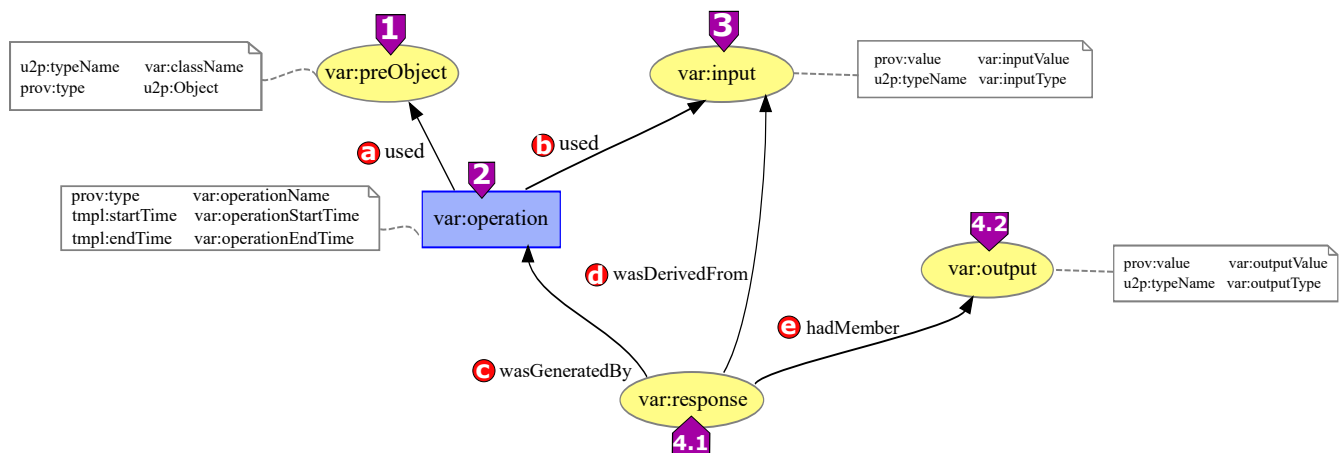 1
3
u2p:typeName var:className
prov:type u2p:Object
var:preObject
var:input
prov:value var:inputValue
u2p:typeName var:inputType
a used
b used
2
prov:type var:operationName
tmpl:startTime var:operationStartTime
tmpl:endTime var:operationEndTime
var:operation
4.2
var:output
prov:value var:outputValue
u2p:typeName var:outputType
d wasDerivedFrom
e hadMember
c wasGeneratedBy
var:response
4.1